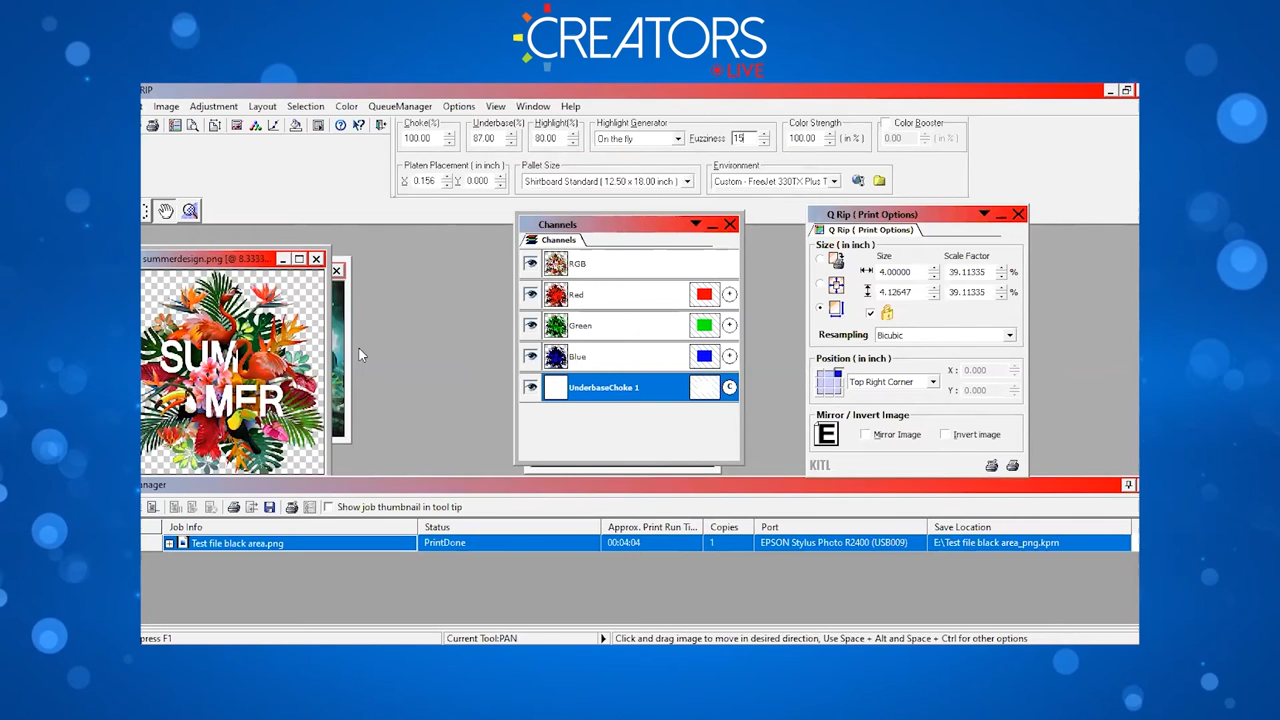 CREATORS
LIVE
RIP
Image Adjustment Layout Selection Color QueueManager Options View Window Help
Choke(%) Underbase(%) Highlight(%) Highlight Generator Color Strength Color Booster
100.00 87.00 80.00 On the fly Fuzziness 15 100.00 ( in % ) 0.00 ( in % )
Platen Placement ( in inch ) Pallet Size Environment
X 0.156 Y 0.000 Shirtboard Standard ( 12.50 x 18.00 inch ) Custom - FreeJet 330TX Plus T
Channels
Channels
RGB
Red
Green
Blue
UnderbaseChoke 1 C
Q Rip ( Print Options)
Q Rip ( Print Options)
Size ( in inch )
Size Scale Factor
4.00000 39.11335 %
4.12647 39.11335 %
Resampling Bicubic
Position ( in inch )
Top Right Corner X : 0.000
Y : 0.000
Mirror / Invert Image
E Mirror Image Invert image
KITL
summerdesign.png [@ 8.3333...
SUM
MER
anager
Show job thumbnail in tool tip
Job Info Status Approx. Print Run Ti... Copies Port Save Location
Test file black area.png PrintDone 00:04:04 1 EPSON Stylus Photo R2400 (USB009) E:\Test file black area_png.kprn
press F1 Current Tool:PAN Click and drag image to move in desired direction, Use Space + Alt and Space + Ctrl for other options